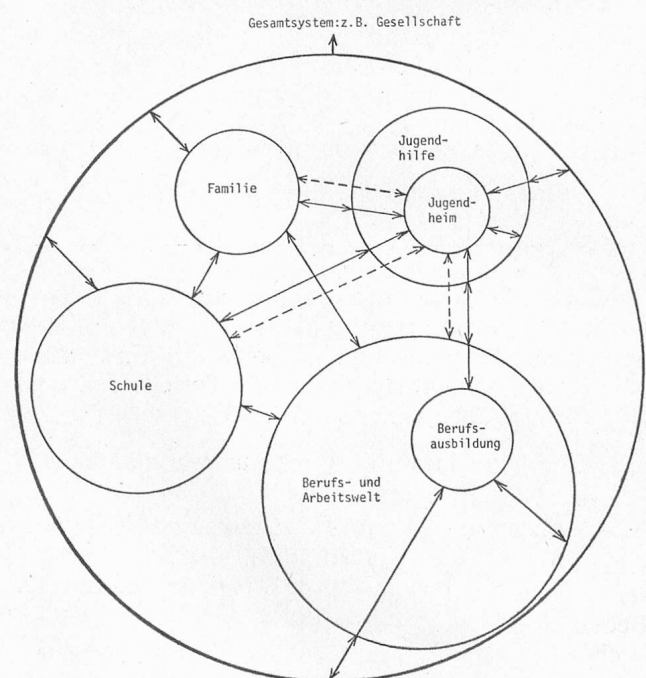 Gesamtsystem:z.B. Gesellschaft
Jugend-
hilfe
Familie
Jugend-
heim
Schule
Berufs-
ausbildung
Berufs- und
Arbeitswelt